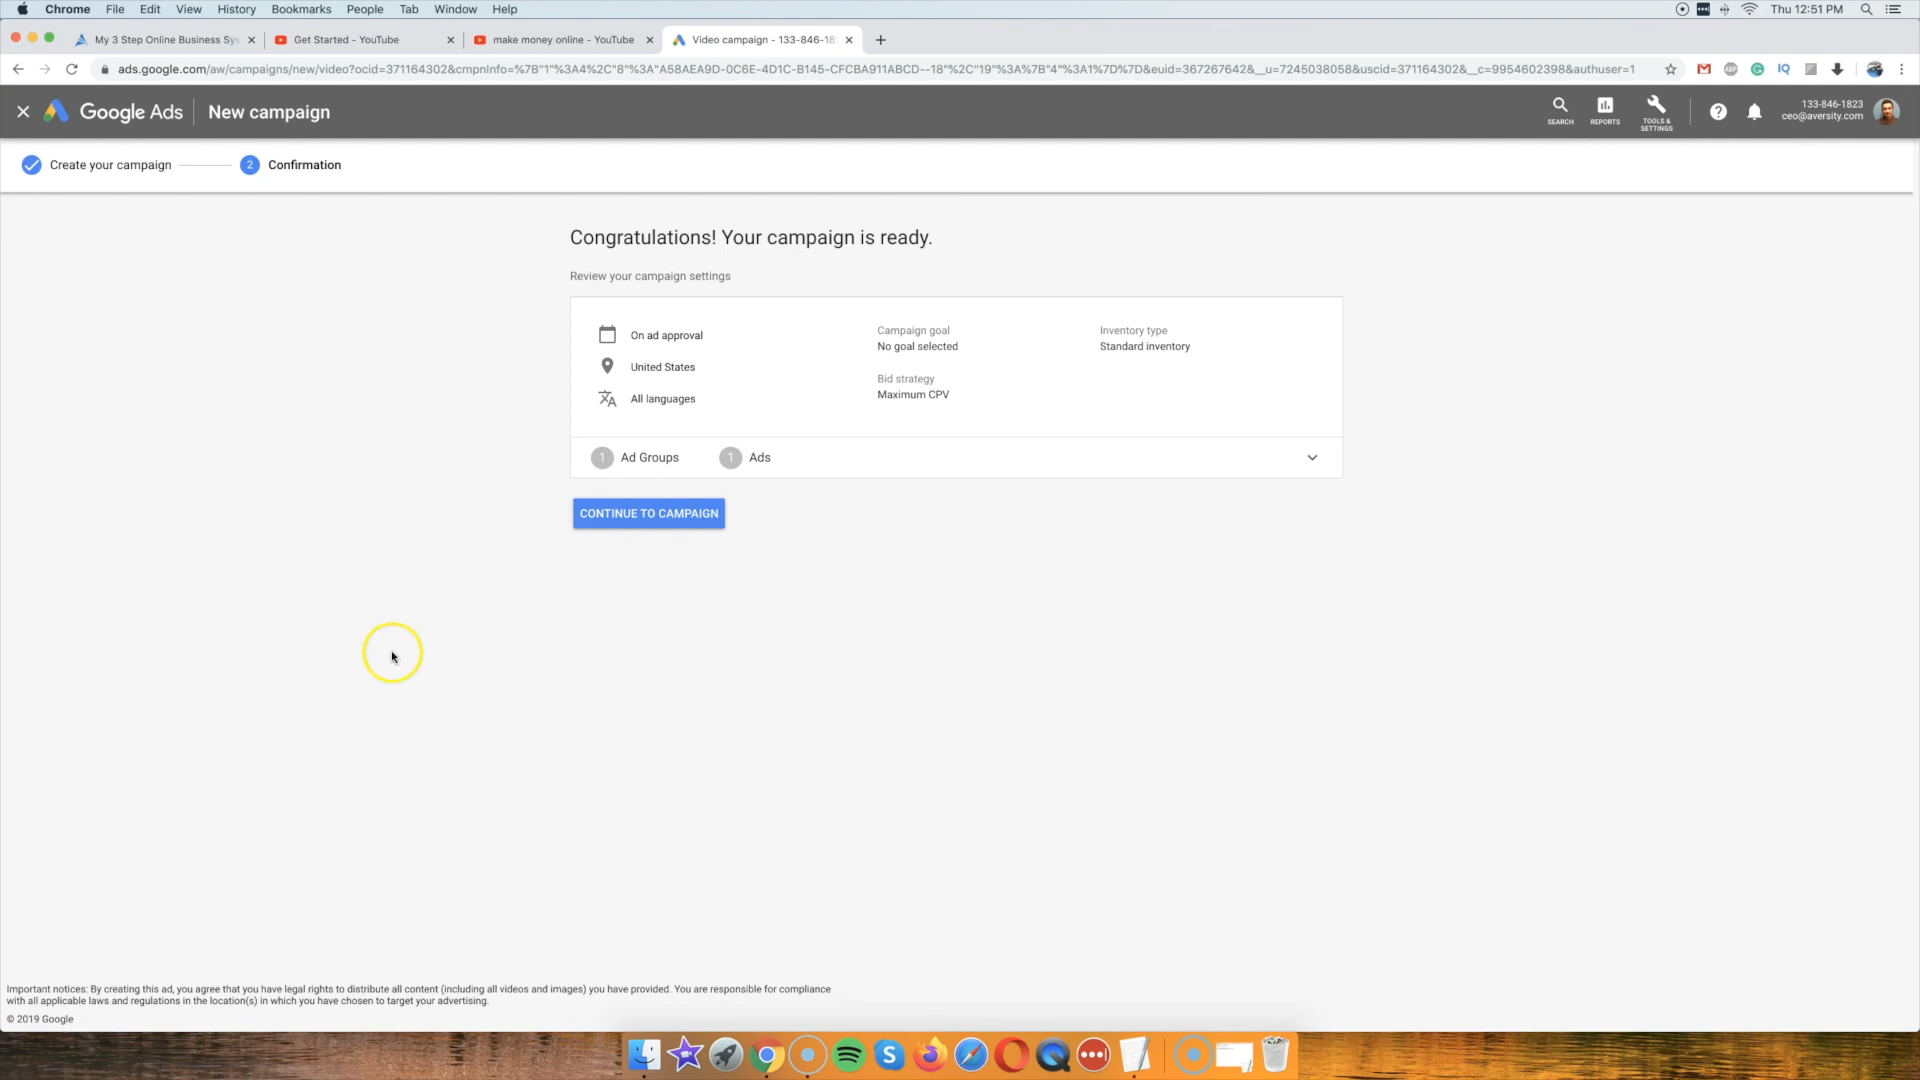 Chrome File Edit View History Bookmarks People Tab Window Help Thu 12:51 PM
My 3 Step Online Business Sys Get Started - YouTube make money online - YouTube Video campaign - 133-846-18
ads.google.com/aw/campaigns/new/video?ocid=371164302&cmpnInfo=%7B"1"%3A4%2C"8"%3A"A58AEA9D-0C6E-4D1C-B145-CFCBA911ABCD--18"%2C"19"%3A%7B"4"%3A1%7D%7D&euid=367267642&__u=7245038058&uscid=371164302&__c=9954602398&authuser=1
Google Ads New campaign
SEARCH REPORTS TOOLS & SETTINGS
133-846-1823
ceo@aversity.com
Create your campaign 2 Confirmation
Congratulations! Your campaign is ready.
Review your campaign settings
On ad approval
United States
All languages
Campaign goal
No goal selected
Bid strategy
Maximum CPV
Inventory type
Standard inventory
1 Ad Groups 1 Ads
CONTINUE TO CAMPAIGN
Important notices: By creating this ad, you agree that you have legal rights to distribute all content (including all videos and images) you have provided. You are responsible for compliance
with all applicable laws and regulations in the location(s) in which you have chosen to target your advertising.
© 2019 Google